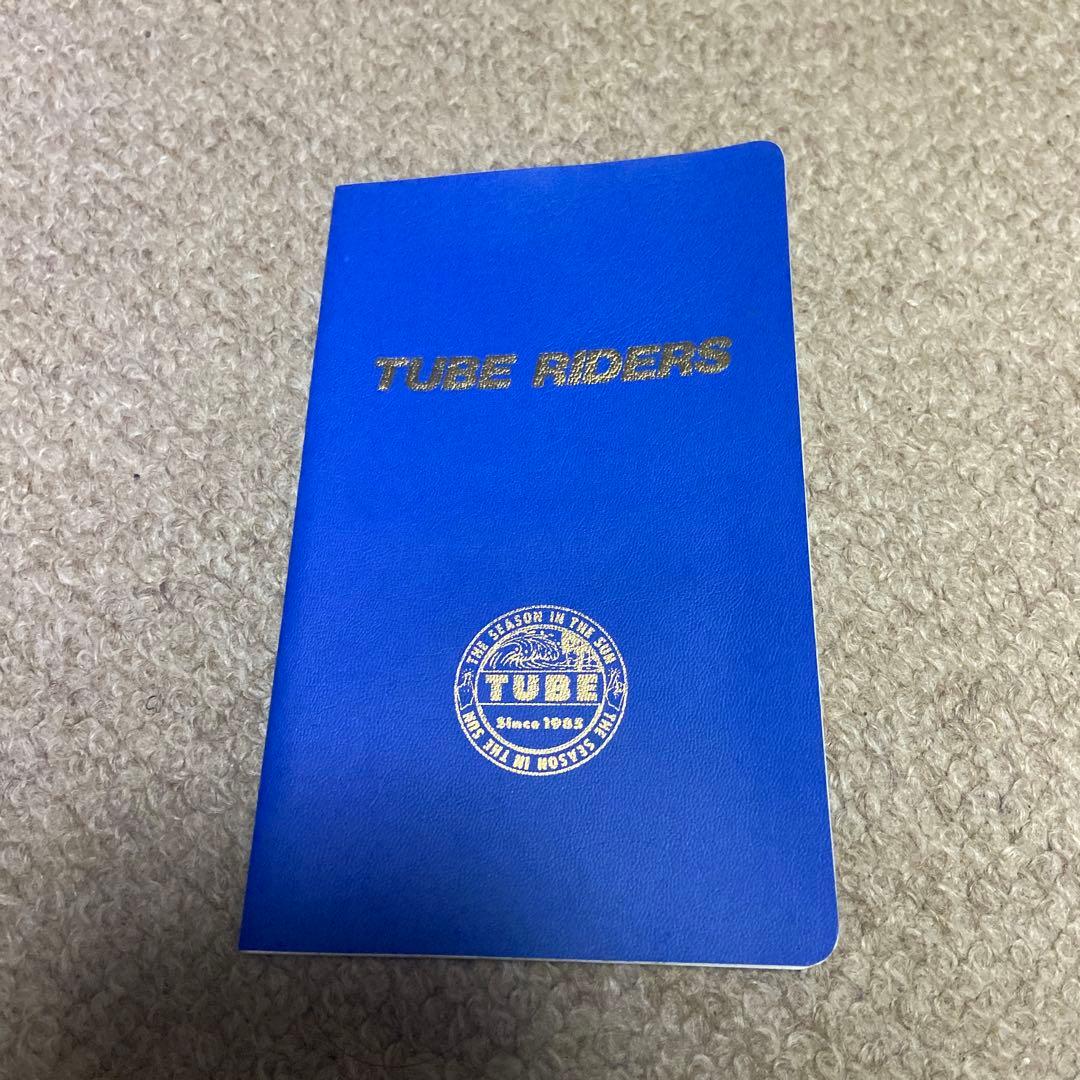 TUBE RIDERS
THE SEASON IN THE SUN
TUBE
Since 1985
THE SEASON IN THE SUN